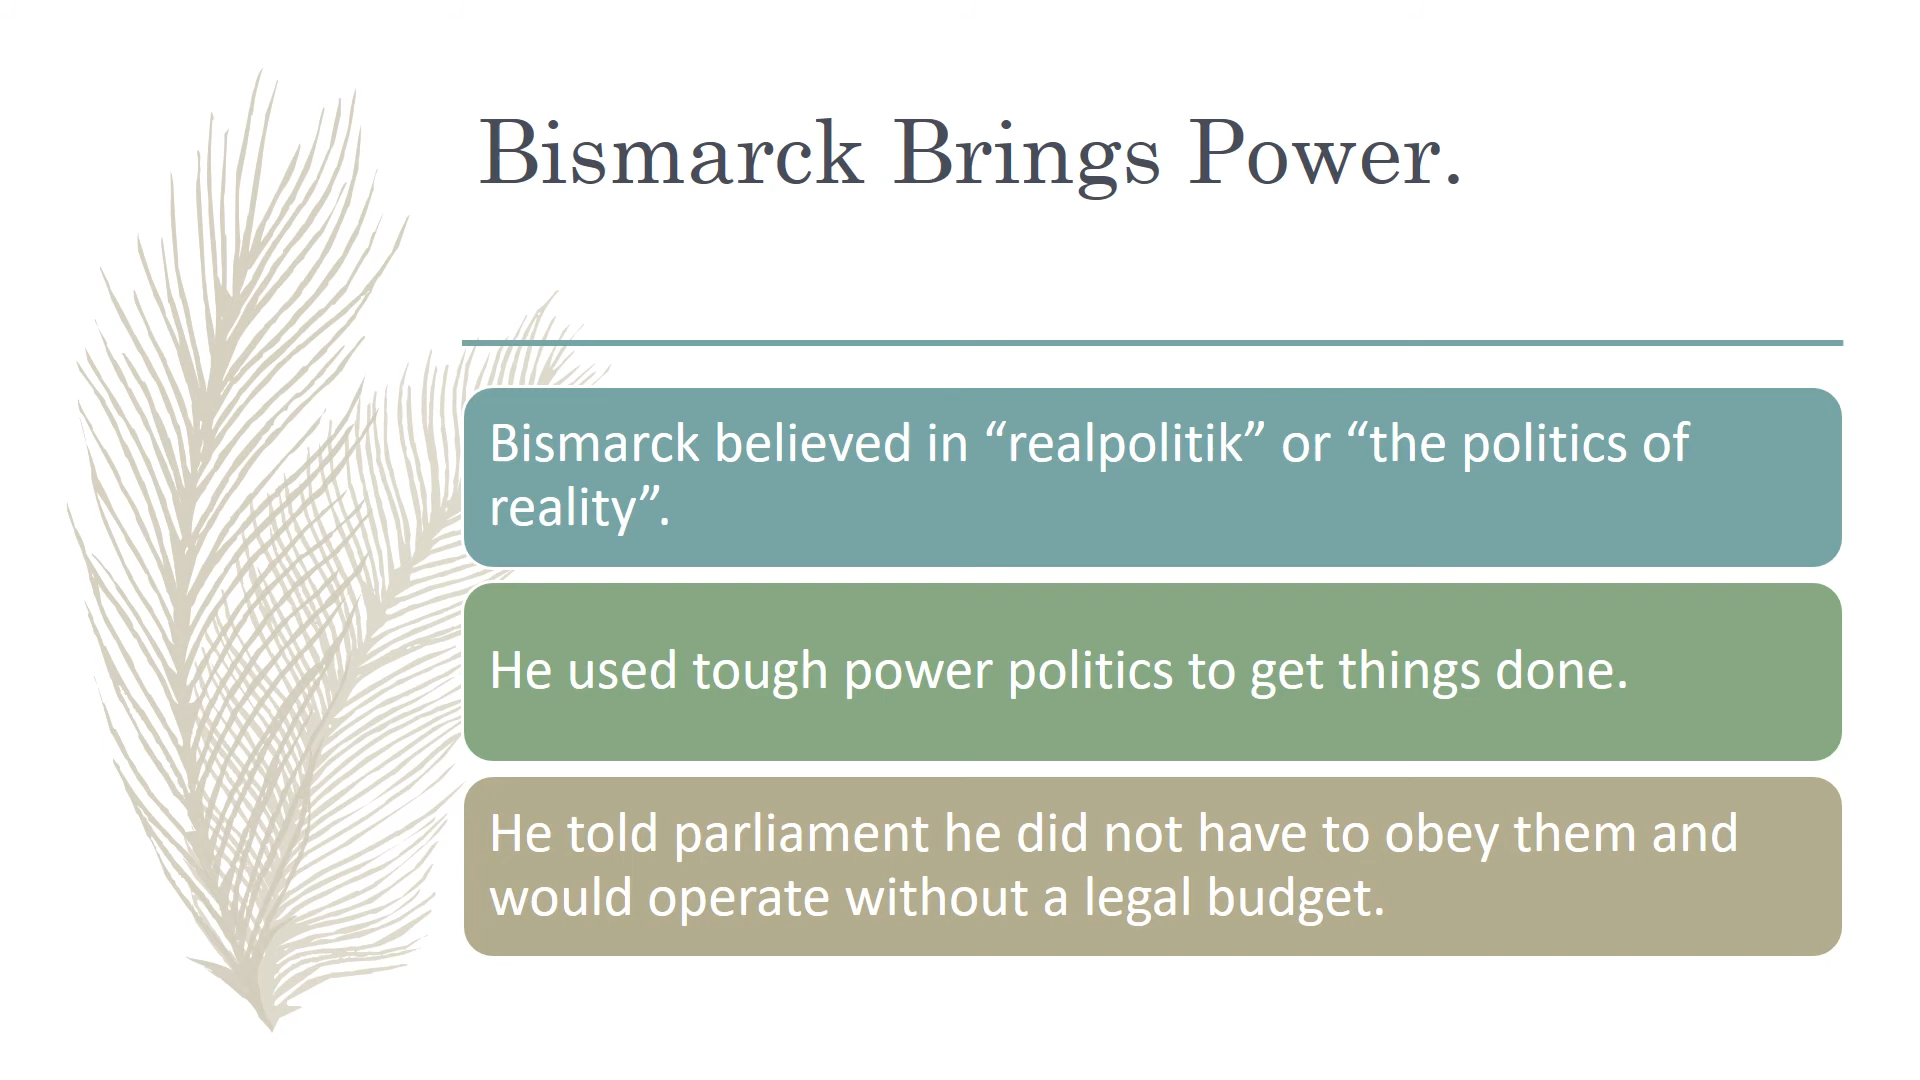 Bismarck Brings Power.
Bismarck believed in “realpolitik” or “the politics of
reality”.
He used tough power politics to get things done.
He told parliament he did not have to obey them and
would operate without a legal budget.